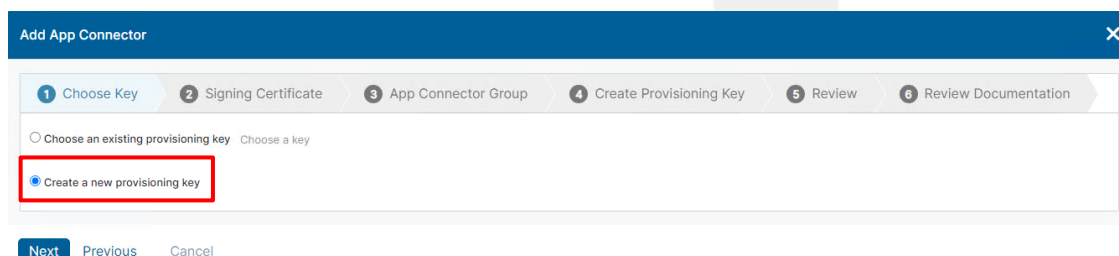 Add App Connector
1 Choose Key 2 Signing Certificate 3 App Connector Group 4 Create Provisioning Key 5 Review 6 Review Documentation
Choose an existing provisioning key Choose a key
Create a new provisioning key
Next Previous Cancel